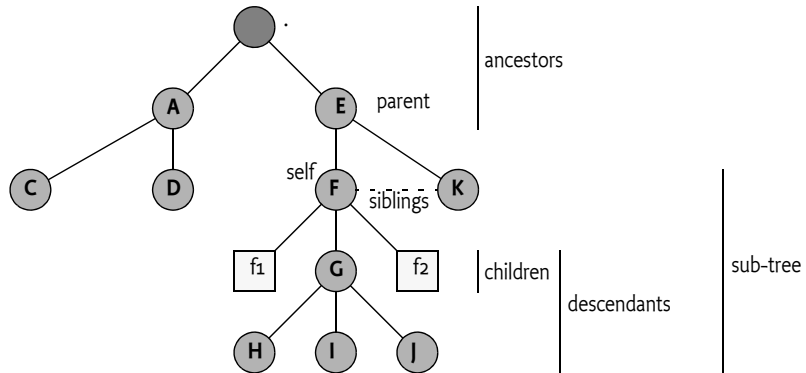 .
ancestors
A
E
parent
C
D
self
F
siblings
K
f1
G
f2
children
sub-tree
descendants
H
I
J